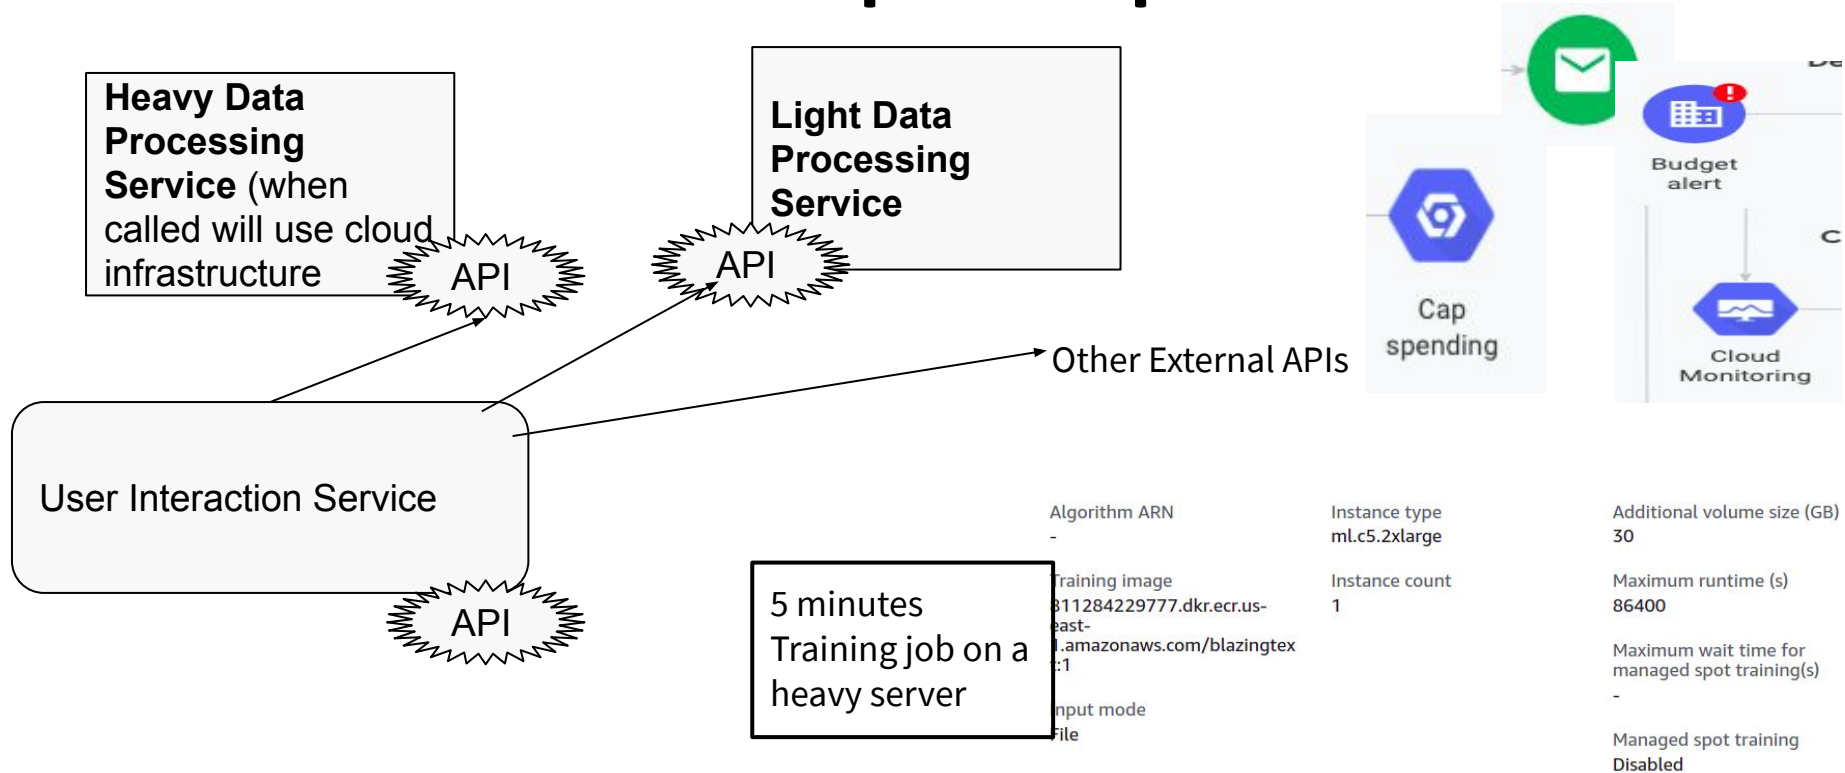 Heavy Data
Processing
Service (when
called will use cloud
infrastructure
API
Light Data
Processing
Service
API
Budget
alert
Cap
spending
Cloud
Monitoring
Other External APIs
User Interaction Service
API
5 minutes
Training job on a
heavy server
Algorithm ARN
-
Training image
811284229777.dkr.ecr.us-
east-
1.amazonaws.com/blazingtex
t:1
Input mode
File
Instance type
ml.c5.2xlarge
Instance count
1
Additional volume size (GB)
30
Maximum runtime (s)
86400
Maximum wait time for
managed spot training(s)
-
Managed spot training
Disabled